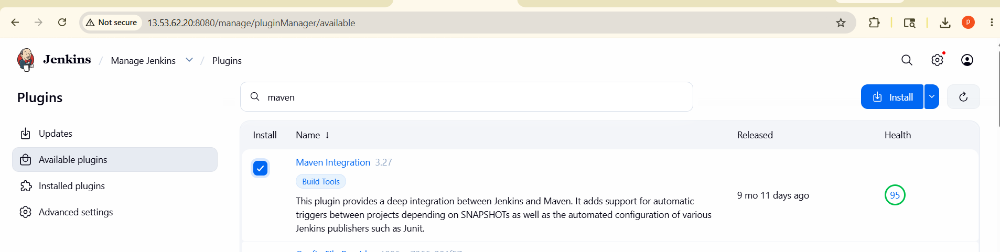 Not secure 13.53.62.20:8080/manage/pluginManager/available P
Jenkins / Manage Jenkins / Plugins
Plugins
maven
Install
Updates
Available plugins
Installed plugins
Advanced settings
Install Name ↓ Released Health
Maven Integration 3.27
Build Tools
This plugin provides a deep integration between Jenkins and Maven. It adds support for automatic
triggers between projects depending on SNAPSHOTs as well as the automated configuration of various
Jenkins publishers such as Junit.
9 mo 11 days ago
95